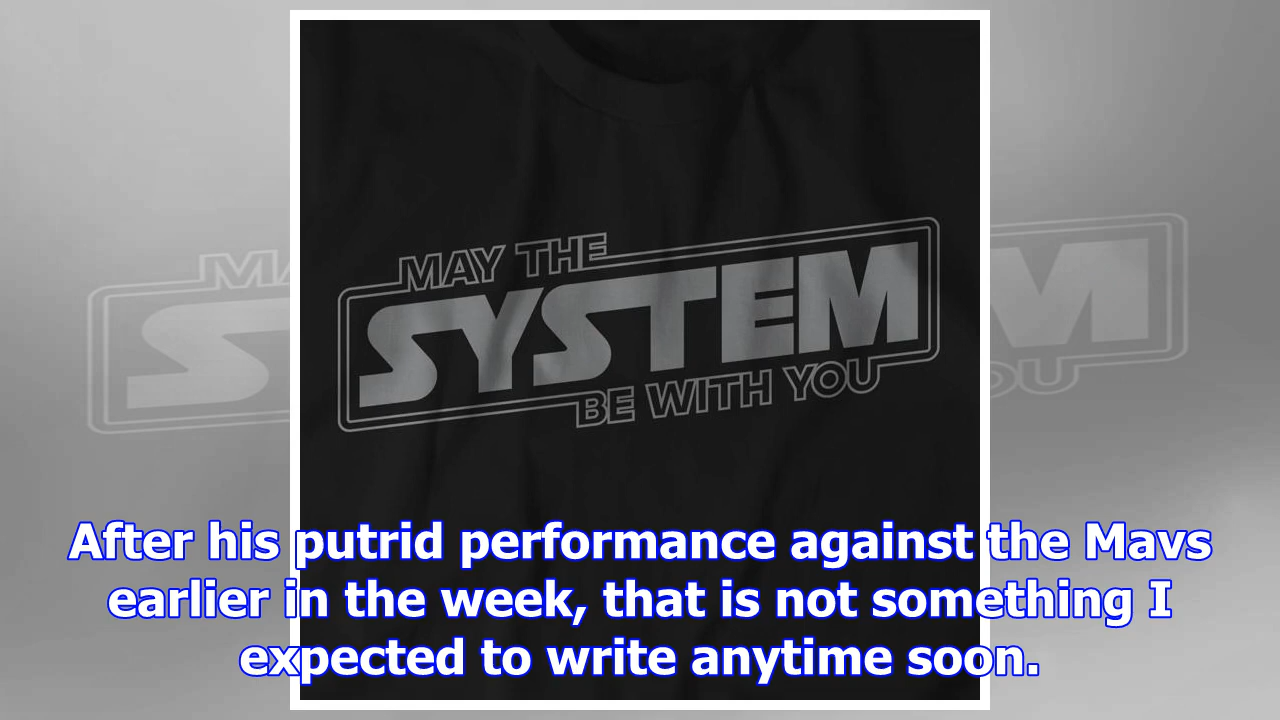 MAY THE
SYSTEM
BE WITH YOU
After his putrid performance against the Mavs
earlier in the week, that is not something I
expected to write anytime soon.